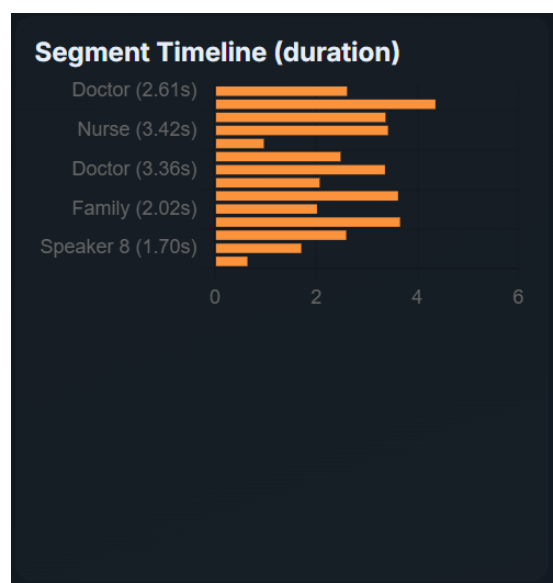 Segment Timeline (duration)
Doctor (2.61s)
Nurse (3.42s)
Doctor (3.36s)
Family (2.02s)
Speaker 8 (1.70s)
0 2 4 6